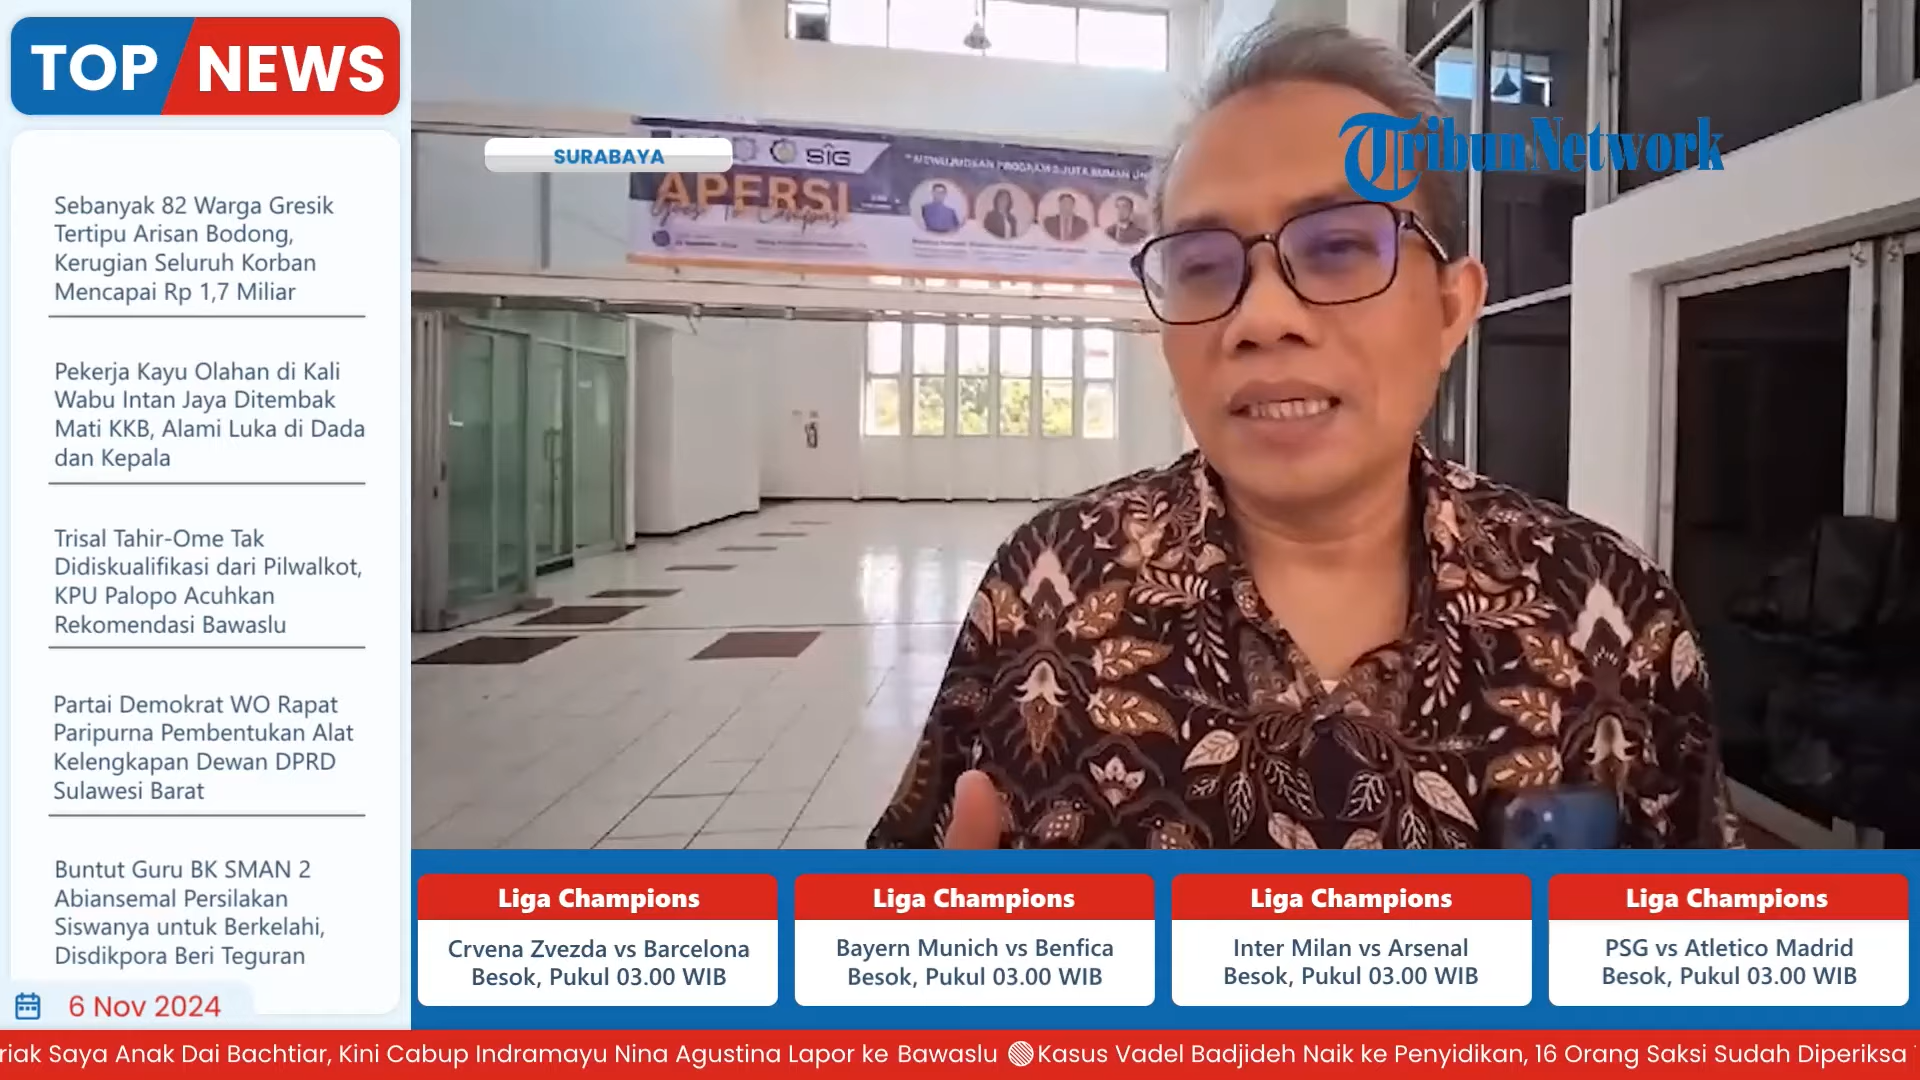 TOP NEWS
Sebanyak 82 Warga Gresik
Tertipu Arisan Bodong,
Kerugian Seluruh Korban
Mencapai Rp 1,7 Miliar
Pekerja Kayu Olahan di Kali
Wabu Intan Jaya Ditembak
Mati KKB, Alami Luka di Dada
dan Kepala
Trisal Tahir-Ome Tak
Didiskualifikasi dari Pilwalkot,
KPU Palopo Acuhkan
Rekomendasi Bawaslu
Partai Demokrat WO Rapat
Paripurna Pembentukan Alat
Kelengkapan Dewan DPRD
Sulawesi Barat
Buntut Guru BK SMAN 2
Abiansemal Persilakan
Siswanya untuk Berkelahi,
Disdikpora Beri Teguran
6 Nov 2024
SURABAYA
TribunNetwork
SIG
APERSI
Goes To Campus
Liga Champions
Crvena Zvezda vs Barcelona
Besok, Pukul 03.00 WIB
Liga Champions
Bayern Munich vs Benfica
Besok, Pukul 03.00 WIB
Liga Champions
Inter Milan vs Arsenal
Besok, Pukul 03.00 WIB
Liga Champions
PSG vs Atletico Madrid
Besok, Pukul 03.00 WIB
riak Saya Anak Dai Bachtiar, Kini Cabup Indramayu Nina Agustina Lapor ke Bawaslu Kasus Vadel Badjideh Naik ke Penyidikan, 16 Orang Saksi Sudah Diperiksa